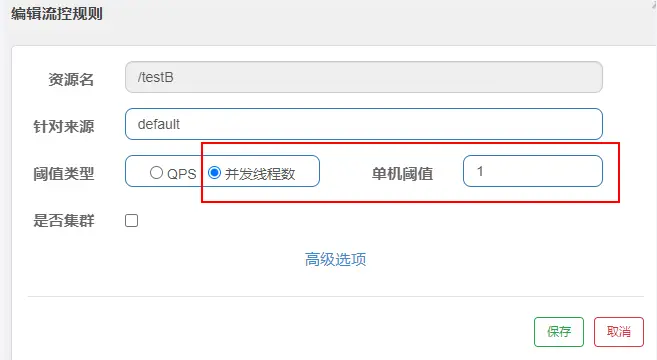 编辑流控规则
资源名 /testB
针对来源 default
阈值类型 QPS 并发线程数 单机阈值 1
是否集群
高级选项
保存 取消